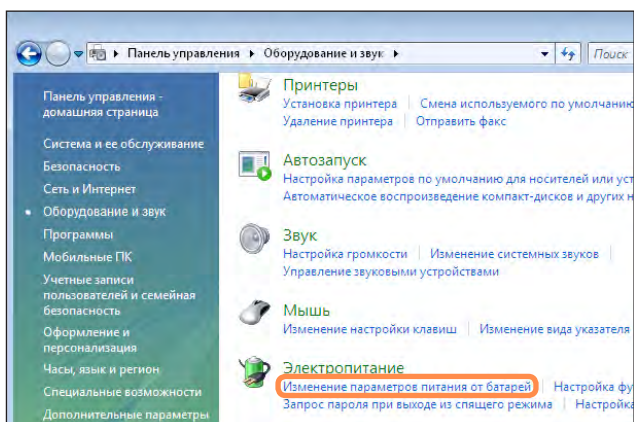 Панель управления ▸ Оборудование и звук ▸
Поиск
Панель управления -
домашняя страница
Система и ее обслуживание
Безопасность
Сеть и Интернет
Оборудование и звук
Программы
Мобильные ПК
Учетные записи
пользователей и семейная
безопасность
Оформление и
персонализация
Часы, язык и регион
Специальные возможности
Дополнительные параметры
Принтеры
Установка принтера Смена используемого по умолчанию
Удаление принтера Отправить факс
Автозапуск
Настройка параметров по умолчанию для носителей или уст
Автоматическое воспроизведение компакт-дисков и других н
Звук
Настройка громкости Изменение системных звуков
Управление звуковыми устройствами
Мышь
Изменение настройки клавиш Изменение вида указателя
Электропитание
Изменение параметров питания от батарей Настройка фу
Запрос пароля при выходе из спящего режима Настройка